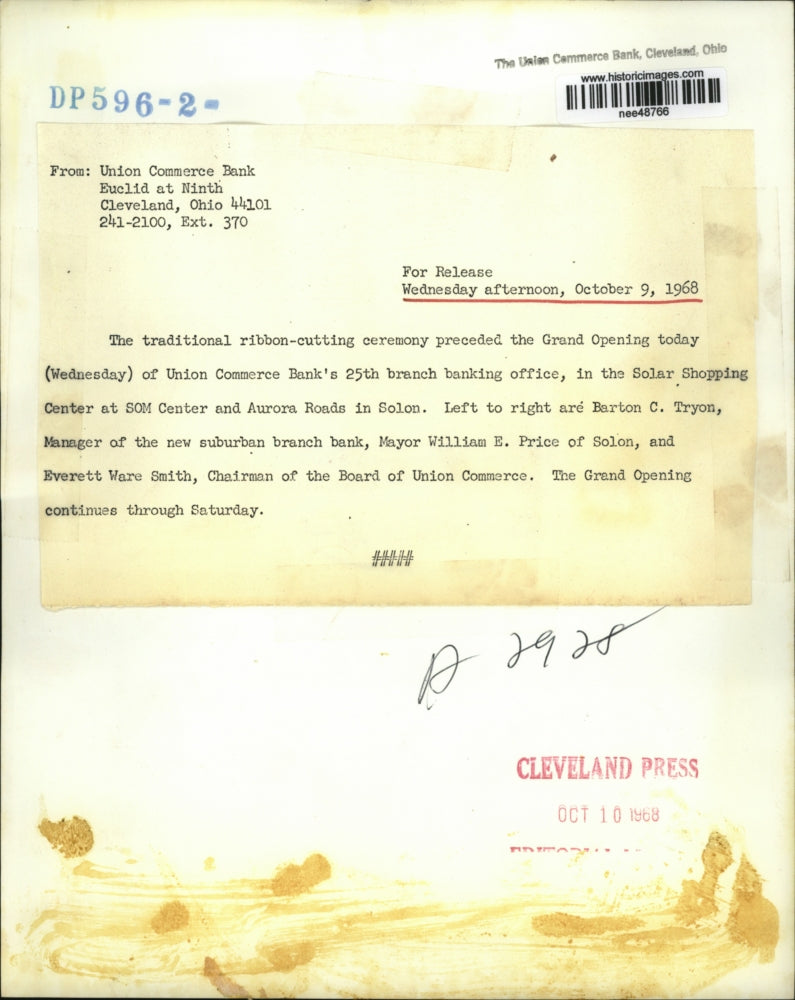 The Union Commerce Bank, Cleveland, Ohio
www.historicimages.com
nee48766
DP596-2-
From: Union Commerce Bank
Euclid at Ninth
Cleveland, Ohio 44101
241-2100, Ext. 370
For Release
Wednesday afternoon, October 9, 1968
The traditional ribbon-cutting ceremony preceded the Grand Opening today
(Wednesday) of Union Commerce Bank's 25th branch banking office, in the Solar Shopping
Center at SOM Center and Aurora Roads in Solon. Left to right are Barton C. Tryon,
Manager of the new suburban branch bank, Mayor William E. Price of Solon, and
Everett Ware Smith, Chairman of the Board of Union Commerce. The Grand Opening
continues through Saturday.
#####
CLEVELAND PRESS
OCT 10 1968